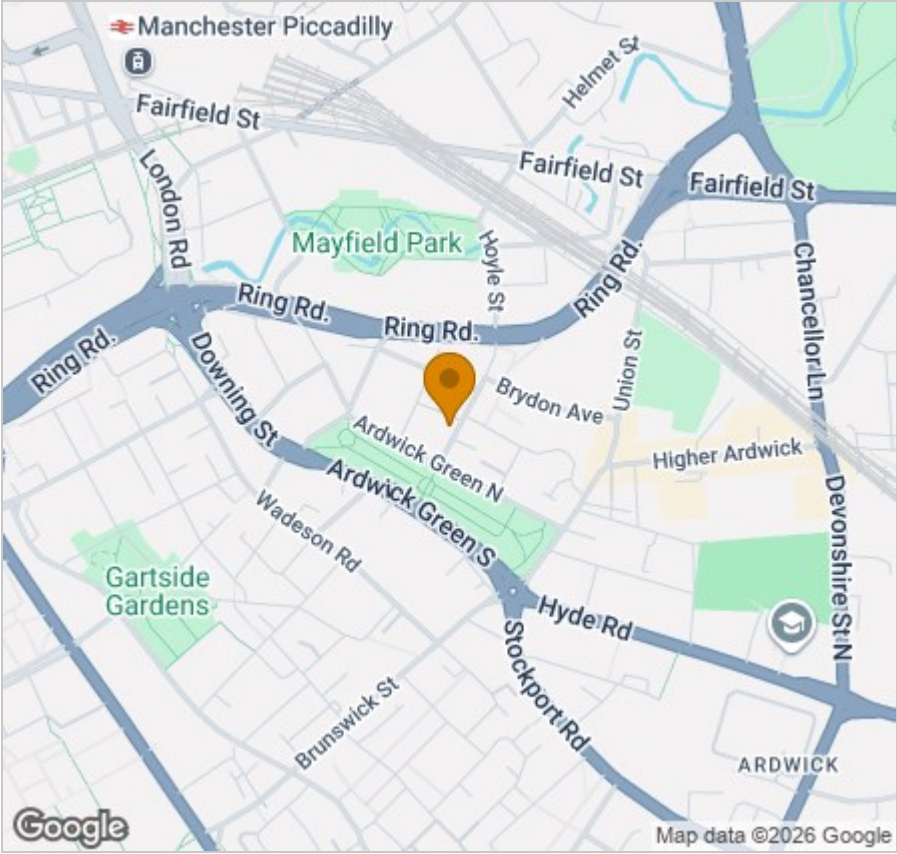 Manchester Piccadilly
Helmet St
Fairfield St
Fairfield St
Fairfield St
London Rd
Mayfield Park
Hoyle St
Ring Rd.
Ring Rd.
Ring Rd.
Ring Rd.
Chancellor Ln
Downing St
Union St
Brydon Ave
Ardwick Green N
Higher Ardwick
Ardwick Green S
Wadeson Rd
Devonshire St N
Gartside
Gardens
Hyde Rd
Stockport Rd
Brunswick St
ARDWICK
Google
Map data ©2026 Google